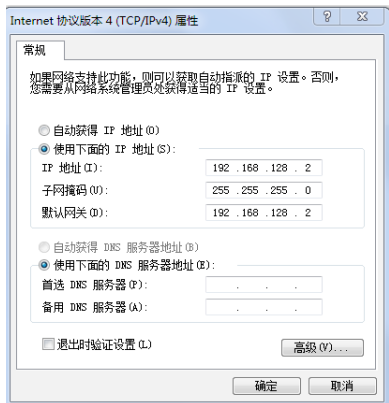 Internet 协议版本 4 (TCP/IPv4) 属性
常规
如果网络支持此功能，则可以获取自动指派的 IP 设置。否则，
您需要从网络系统管理员处获得适当的 IP 设置。
自动获得 IP 地址(O)
使用下面的 IP 地址(S):
IP 地址(I): 192 .168 .128 . 2
子网掩码(U): 255 .255 .255 . 0
默认网关(D): 192 .168 .128 . 2
自动获得 DNS 服务器地址(B)
使用下面的 DNS 服务器地址(E):
首选 DNS 服务器(P): . . .
备用 DNS 服务器(A): . . .
退出时验证设置(L)
高级(V)...
确定 取消